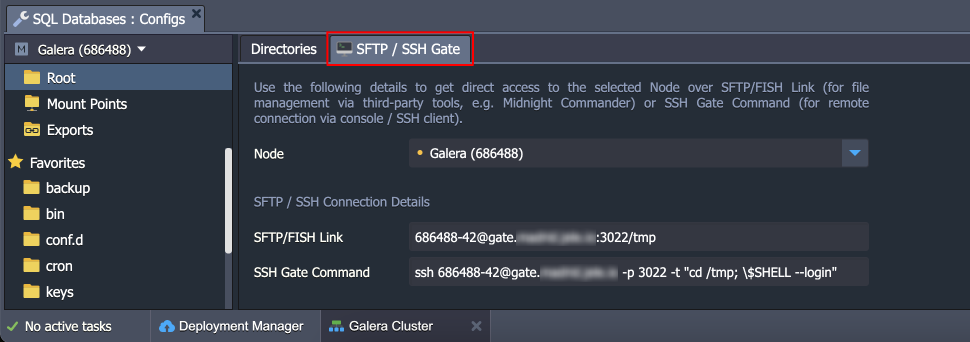 SQL Databases : Configs
Galera (686488)
Root
Mount Points
Exports
Favorites
backup
bin
conf.d
cron
keys
Directories
SFTP / SSH Gate
Use the following details to get direct access to the selected Node over SFTP/FISH Link (for file
management via third-party tools, e.g. Midnight Commander) or SSH Gate Command (for remote
connection via console / SSH client).
Node
Galera (686488)
SFTP / SSH Connection Details
SFTP/FISH Link
686488-42@gate. :3022/tmp
SSH Gate Command
ssh 686488-42@gate. -p 3022 -t "cd /tmp; \$SHELL --login"
No active tasks
Deployment Manager
Galera Cluster